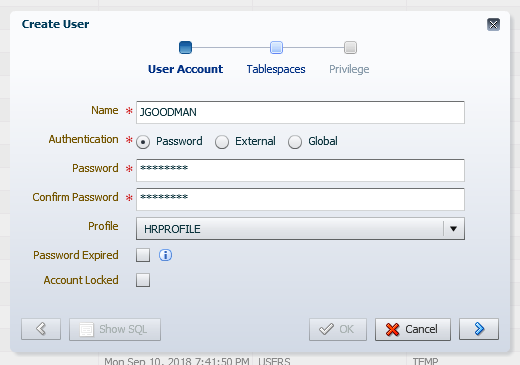 Create User
User Account Tablespaces Privilege
Name * JGOODMAN
Authentication * Password External Global
Password * ********
Confirm Password * ********
Profile HRPROFILE
Password Expired i
Account Locked
Show SQL OK Cancel
Mon Sep 10, 2018 7:41:50 PM USERS TEMP